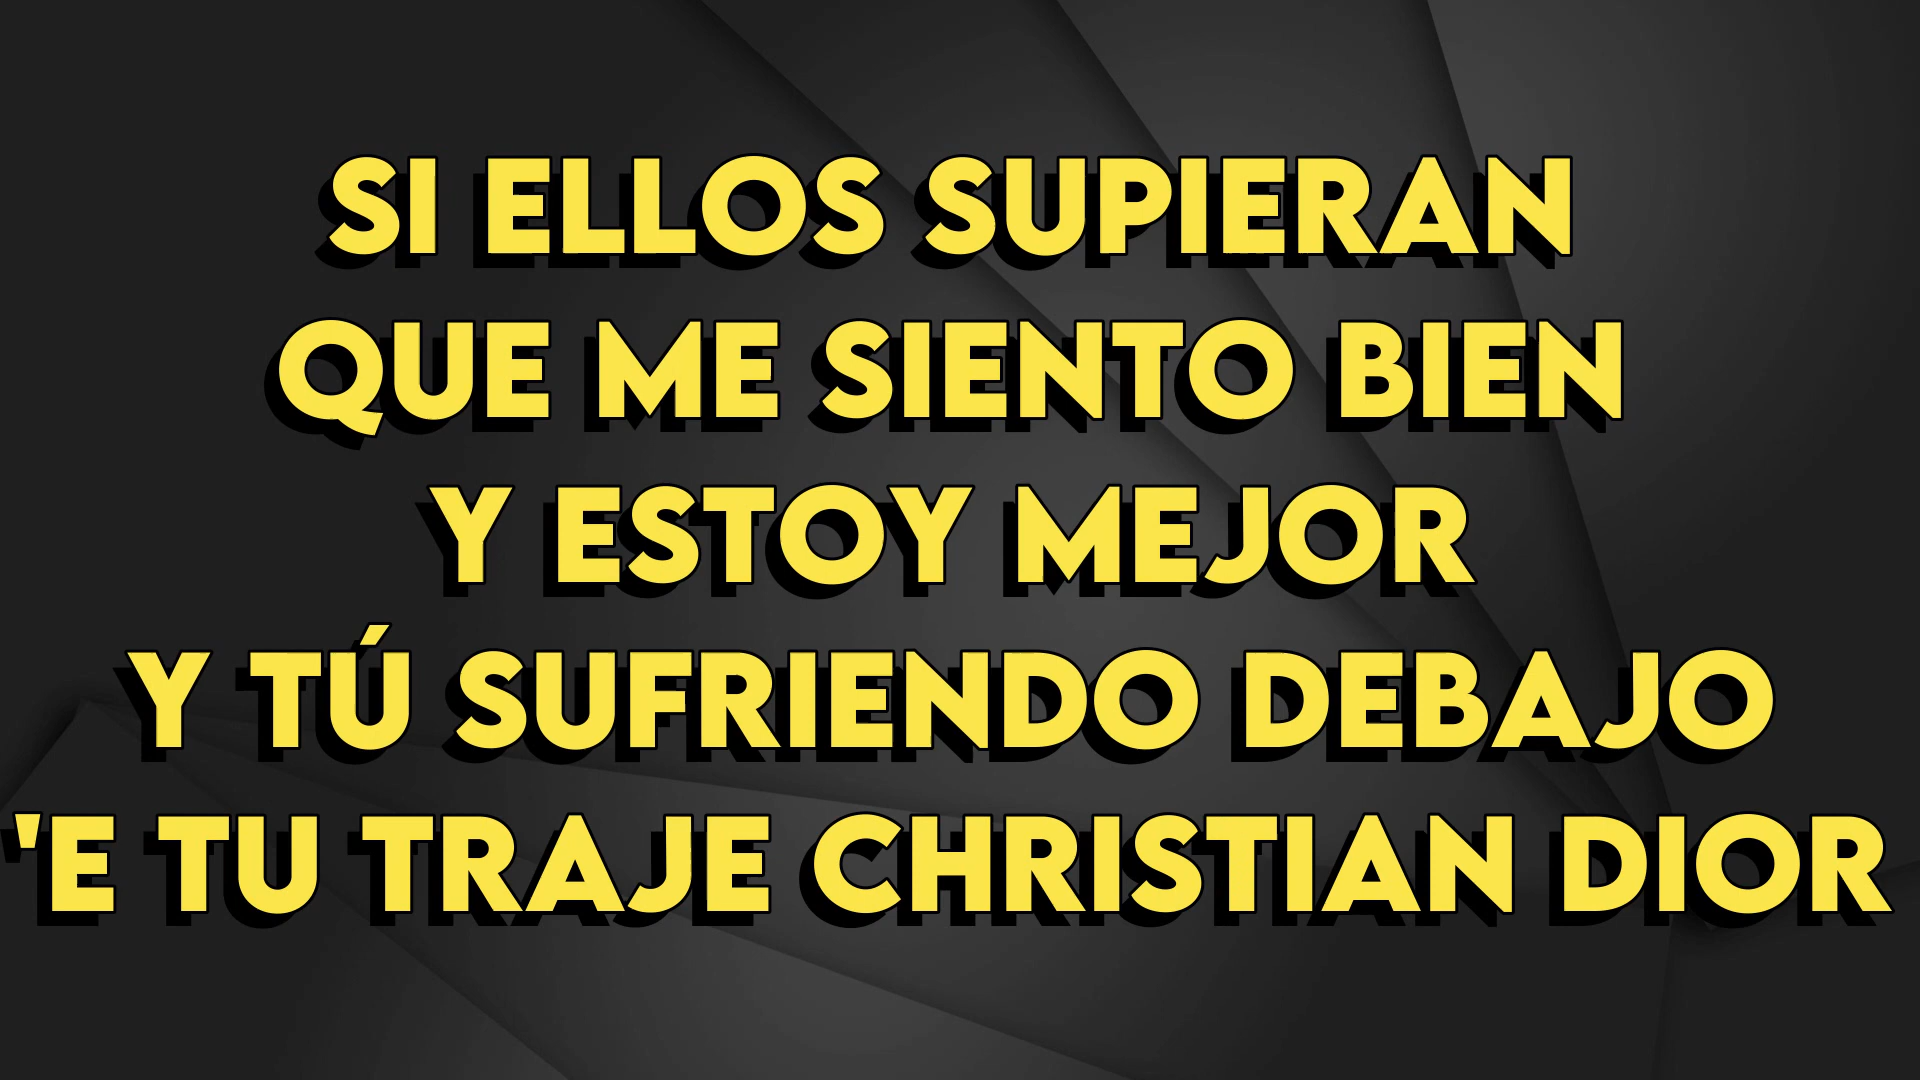 SI ELLOS SUPIERAN
QUE ME SIENTO BIEN
Y ESTOY MEJOR
Y TÚ SUFRIENDO DEBAJO
'E TU TRAJE CHRISTIAN DIOR